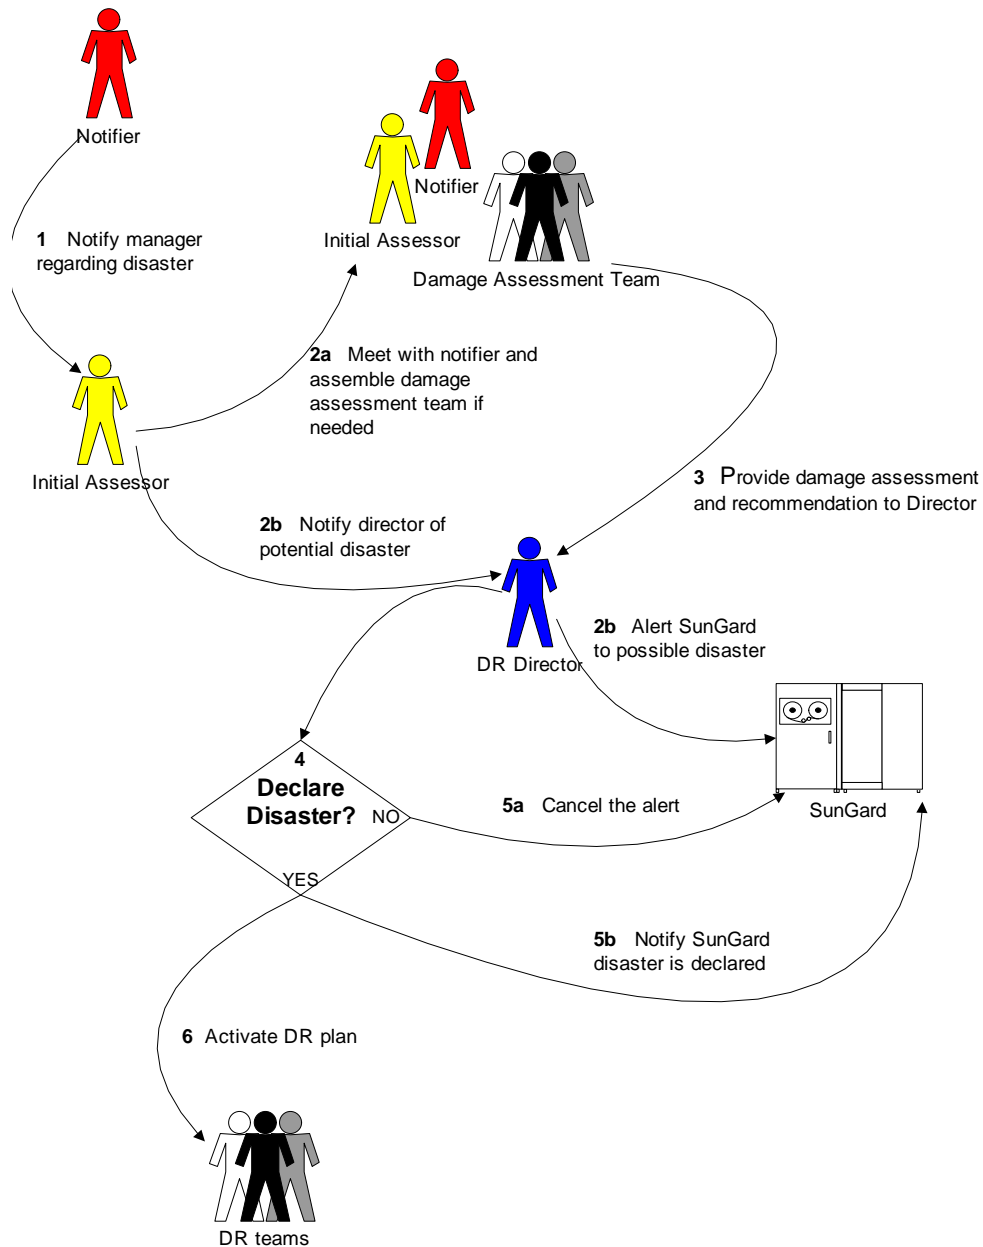 Notifier
Notifier
Initial Assessor
Damage Assessment Team
1 Notify manager
regarding disaster
2a Meet with notifier and
assemble damage
assessment team if
needed
Initial Assessor
3 Provide damage assessment
and recommendation to Director
2b Notify director of
potential disaster
2b Alert SunGard
to possible disaster
DR Director
4
Declare
Disaster?
NO
YES
5a Cancel the alert
SunGard
5b Notify SunGard
disaster is declared
6 Activate DR plan
DR teams